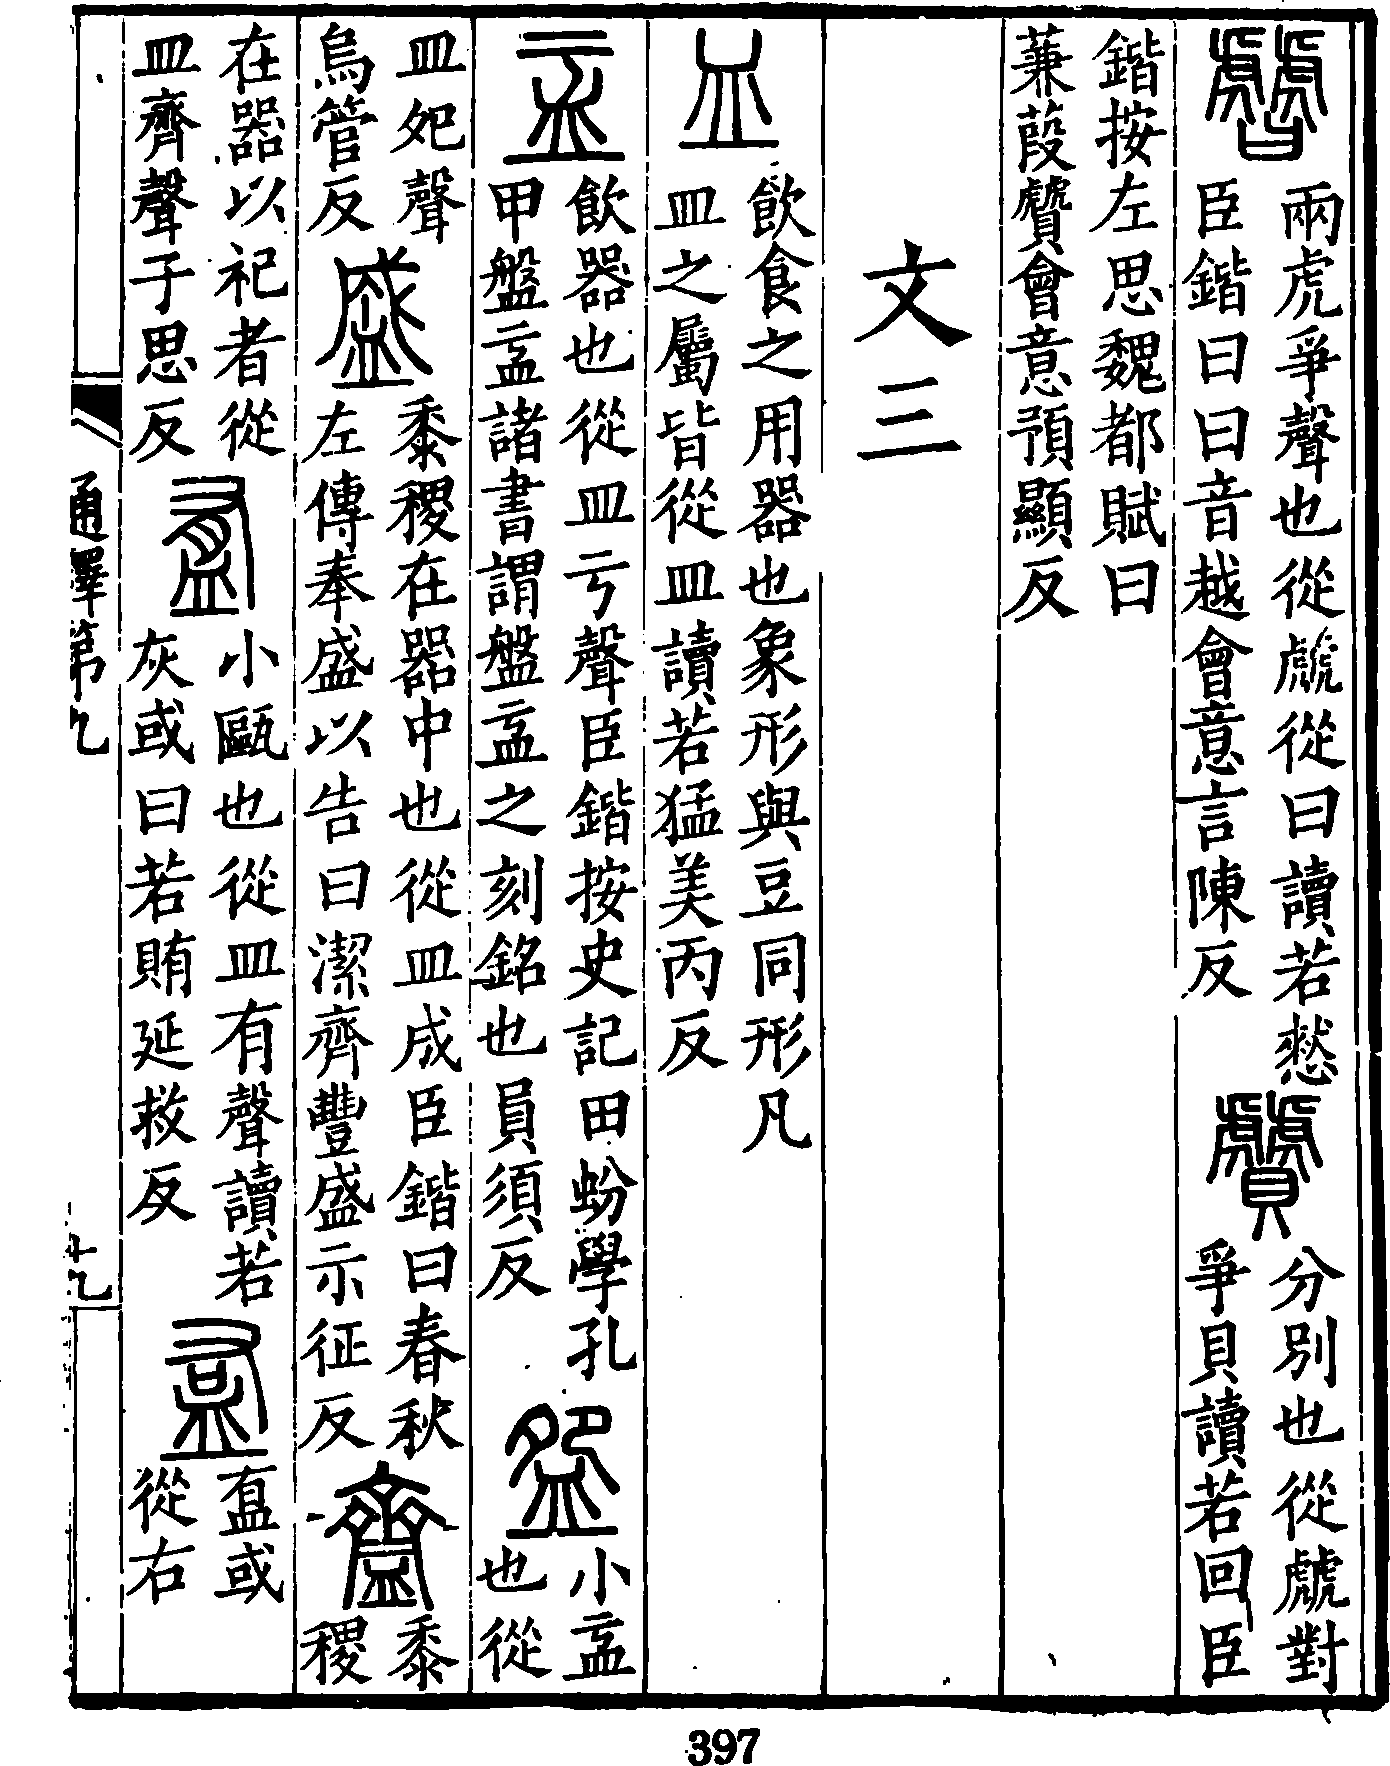 兩虎爭聲也從虤從曰讀若憖
臣鍇曰曰音越會意言陳反
贙
分別也從虤對
爭貝讀若回臣
鍇按左思魏都賦曰
蒹葭贙會意預顯反
文三
皿
飲食之用器也象形與豆同形凡
皿之屬皆從皿讀若猛美丙反
盂
飲器也從皿亏聲臣鍇按史記田蚡學孔
甲盤盂諸書謂盤盂之刻銘也員須反
盌
小盂
也從
皿夗聲
烏管反
盛
黍稷在器中也從皿成臣鍇曰春秋
左傳奉盛以告曰潔齊豐盛示征反
齍
黍
稷
在器以祀者從
皿齊聲子思反
小甌也從皿有聲讀若
灰或曰若賄延救反
或
從右
通釋第九
十九
397